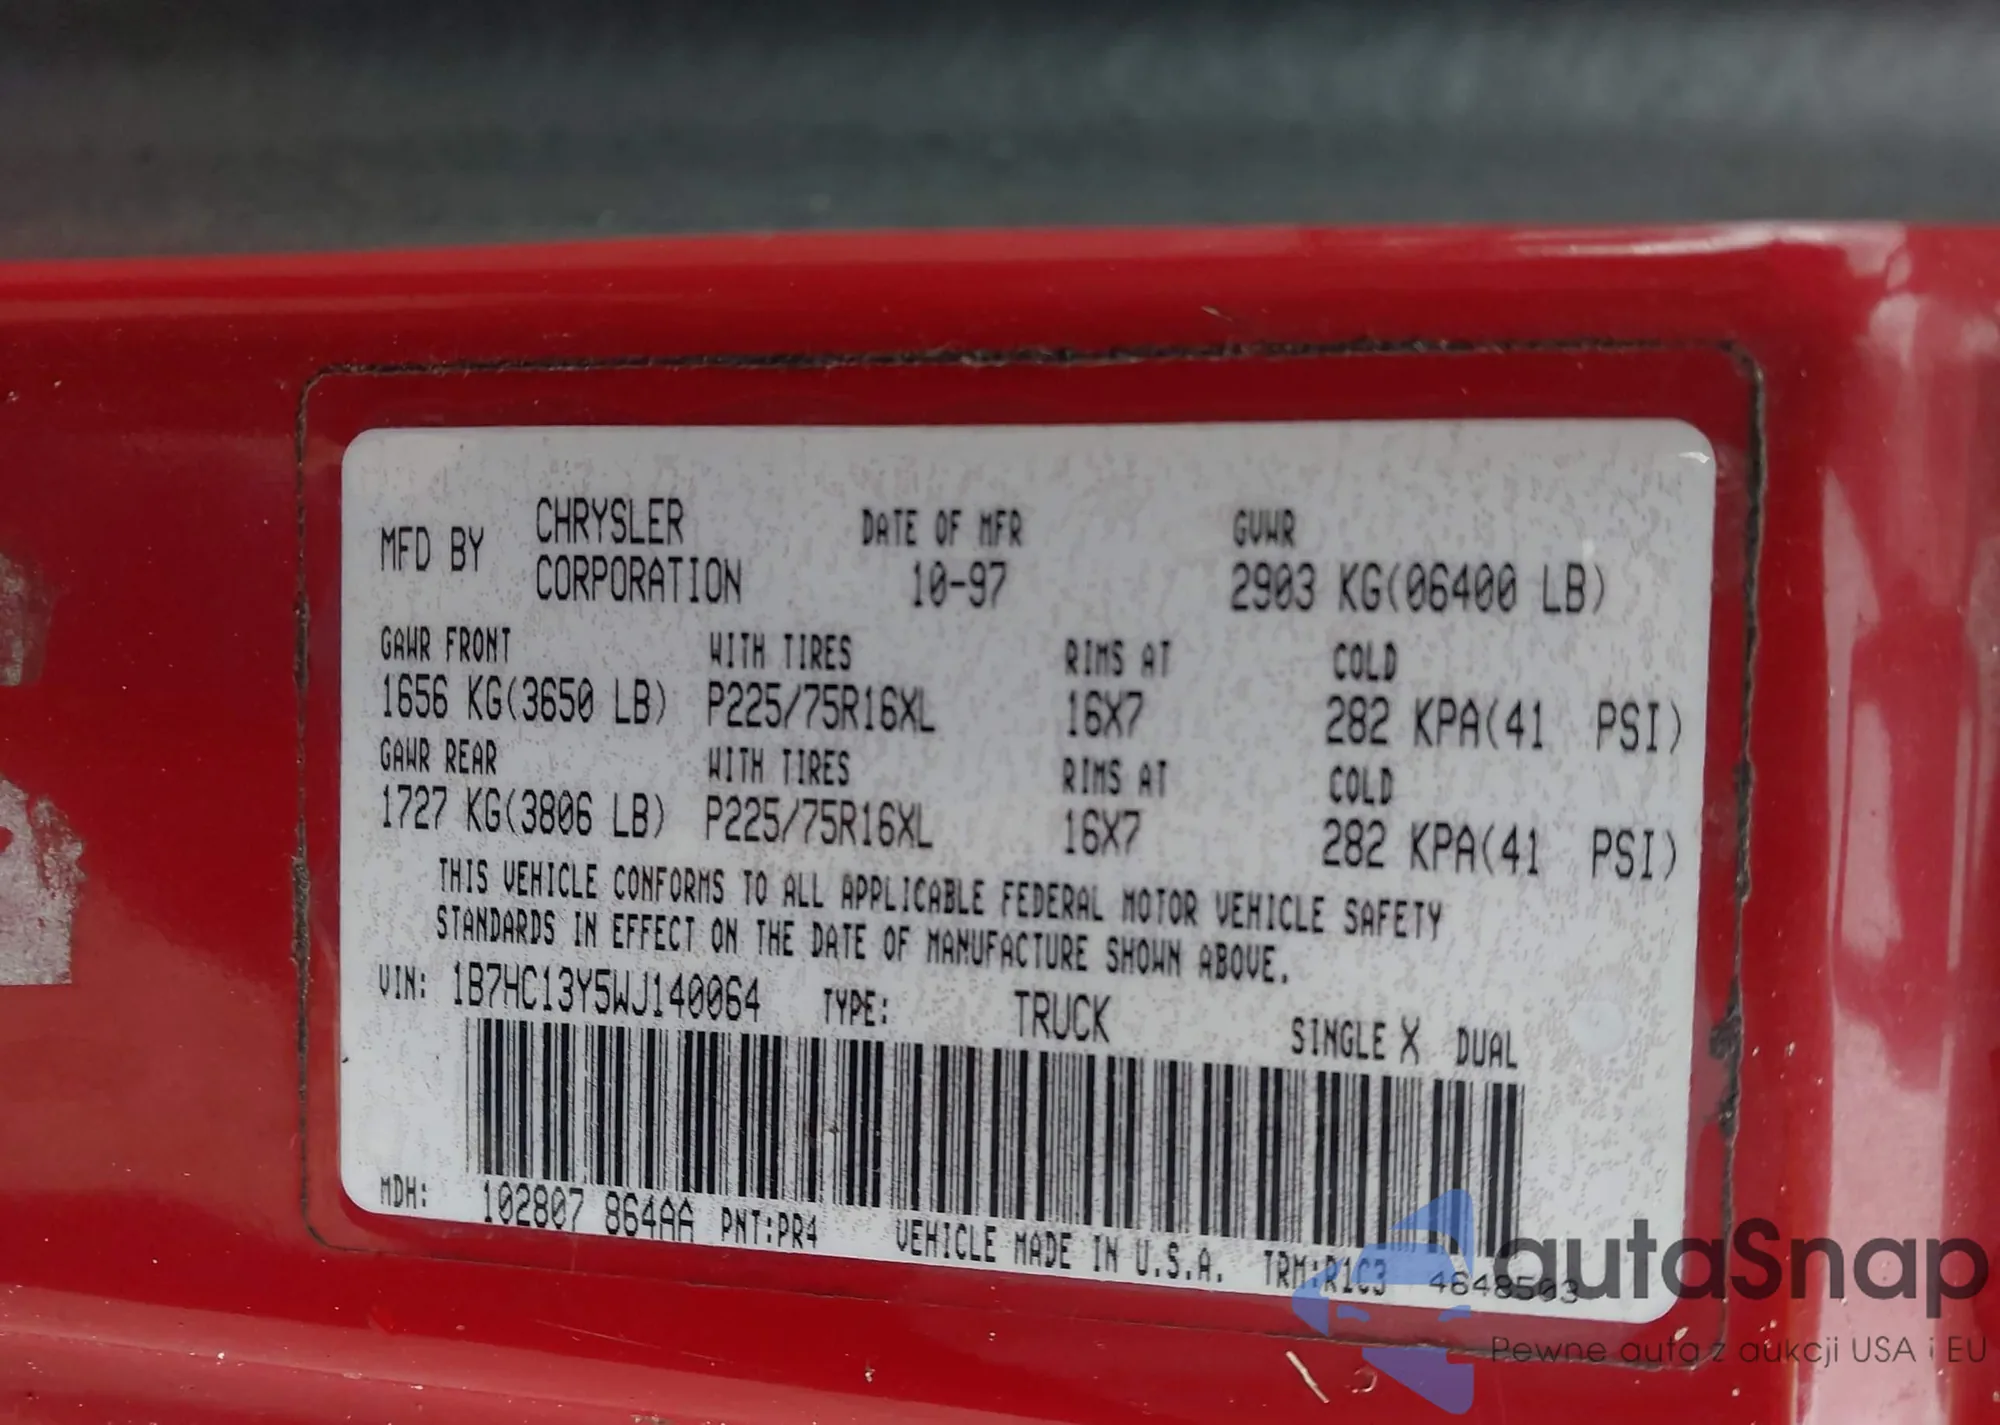 MFD BY CHRYSLER CORPORATION DATE OF MFR 10-97 GVWR 2903 KG(06400 LB)
GAWR FRONT WITH TIRES RIMS AT COLD
1656 KG(3650 LB) P225/75R16XL 16X7 282 KPA(41 PSI)
GAWR REAR WITH TIRES RIMS AT COLD
1727 KG(3806 LB) P225/75R16XL 16X7 282 KPA(41 PSI)
THIS VEHICLE CONFORMS TO ALL APPLICABLE FEDERAL MOTOR VEHICLE SAFETY
STANDARDS IN EFFECT ON THE DATE OF MANUFACTURE SHOWN ABOVE.
VIN: 1B7HC13Y5WJ140064 TYPE: TRUCK SINGLE X DUAL
MDH: 102807 864AA PNT:PR4 VEHICLE MADE IN U.S.A. TRM:R1C3 4648503
autaSnap
Pewne auta z aukcji USA i EU